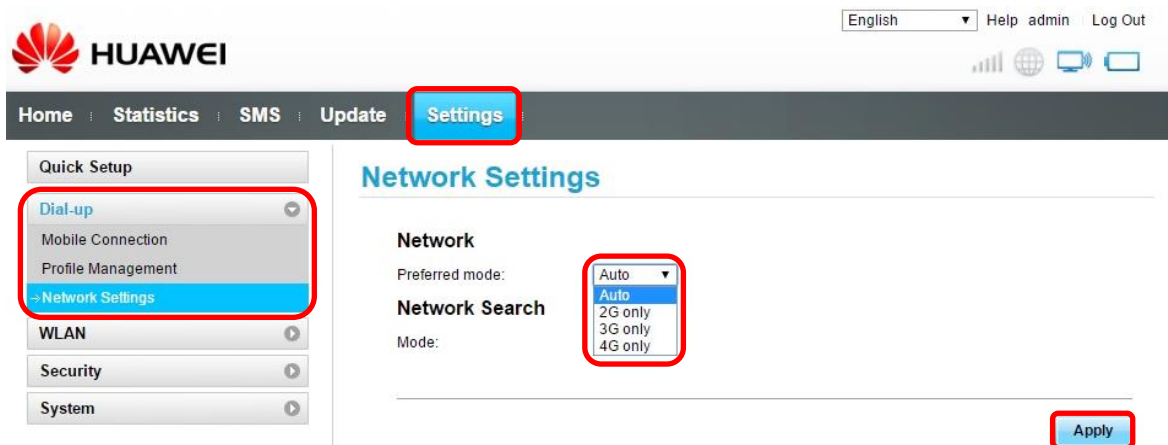 English Help admin Log Out
HUAWEI
Home Statistics SMS Update Settings
Quick Setup
Dial-up
Mobile Connection
Profile Management
Network Settings
WLAN
Security
System
Network Settings
Network
Preferred mode: Auto
Auto
2G only
3G only
4G only
Network Search
Mode:
Apply